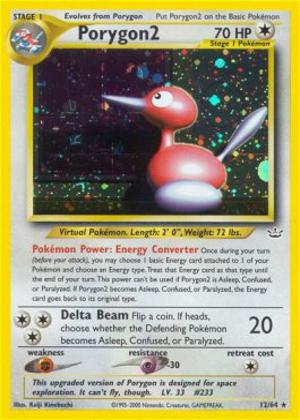 STAGE 1 Evolves from Porygon Put Porygon2 on the Basic Pokémon
Porygon2 70 HP
Stage 1 Pokémon
Virtual Pokémon. Length: 2' 0", Weight: 72 lbs.
Pokémon Power: Energy Converter Once during your turn
(before your attack), you may choose 1 basic Energy card attached to 1 of your
Pokémon and choose an Energy type. Treat that Energy card as that type until
the end of your turn. This power can't be used if Porygon2 is Asleep, Confused,
or Paralyzed. If Porygon2 becomes Asleep, Confused, or Paralyzed, the Energy card
goes back to its original type.
Delta Beam Flip a coin. If heads,
choose whether the Defending Pokémon
becomes Asleep, Confused, or Paralyzed.
20
weakness resistance retreat cost
-30
This upgraded version of Porygon is designed for space
exploration. It can't fly, though. LV. 33 #233
Illus. Keiji Kinebuchi ©1995-2000 Nintendo, Creatures, GAMEFREAK. 12/64 ★